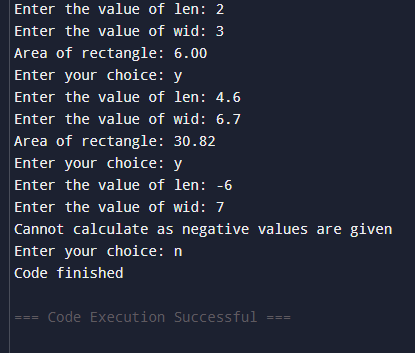 Enter the value of len: 2
Enter the value of wid: 3
Area of rectangle: 6.00
Enter your choice: y
Enter the value of len: 4.6
Enter the value of wid: 6.7
Area of rectangle: 30.82
Enter your choice: y
Enter the value of len: -6
Enter the value of wid: 7
Cannot calculate as negative values are given
Enter your choice: n
Code finished
=== Code Execution Successful ===